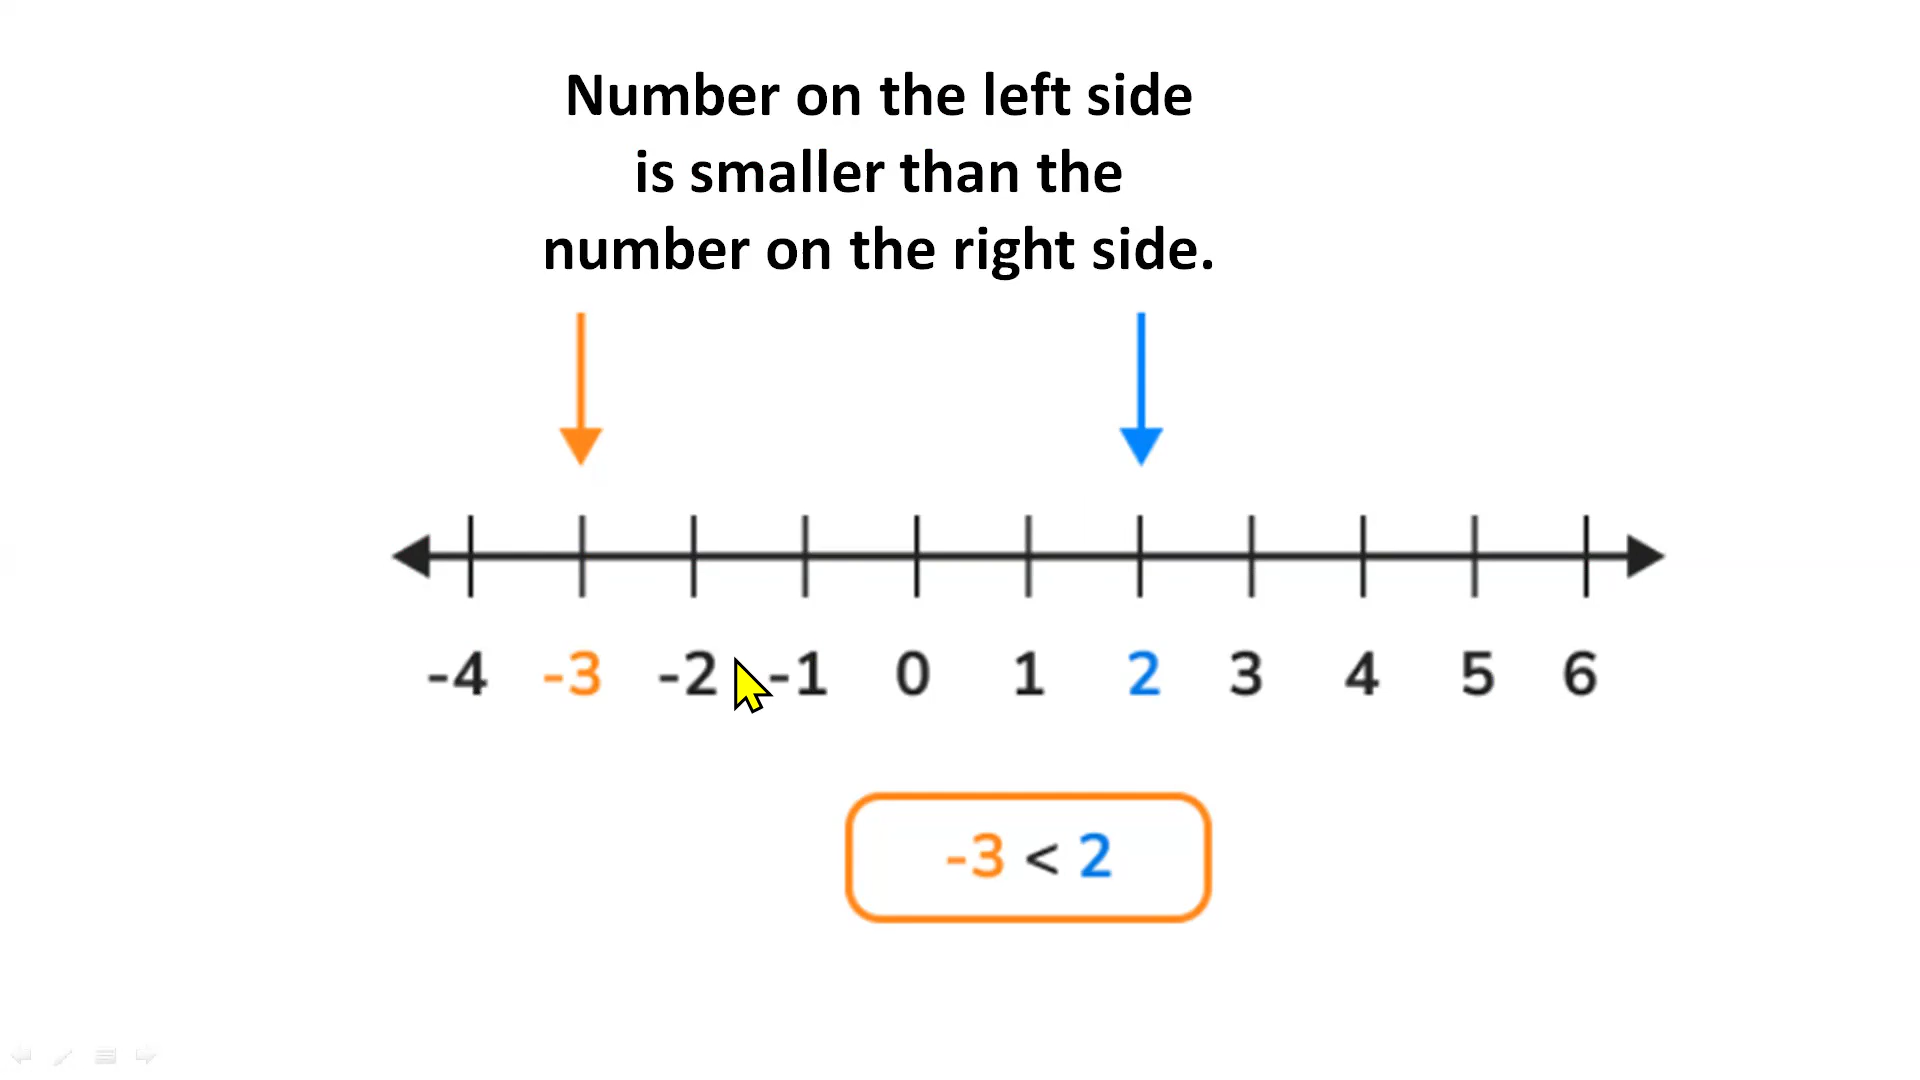 Number on the left side
is smaller than the
number on the right side.
-4 -3 -2 -1 0 1 2 3 4 5 6
-3 < 2